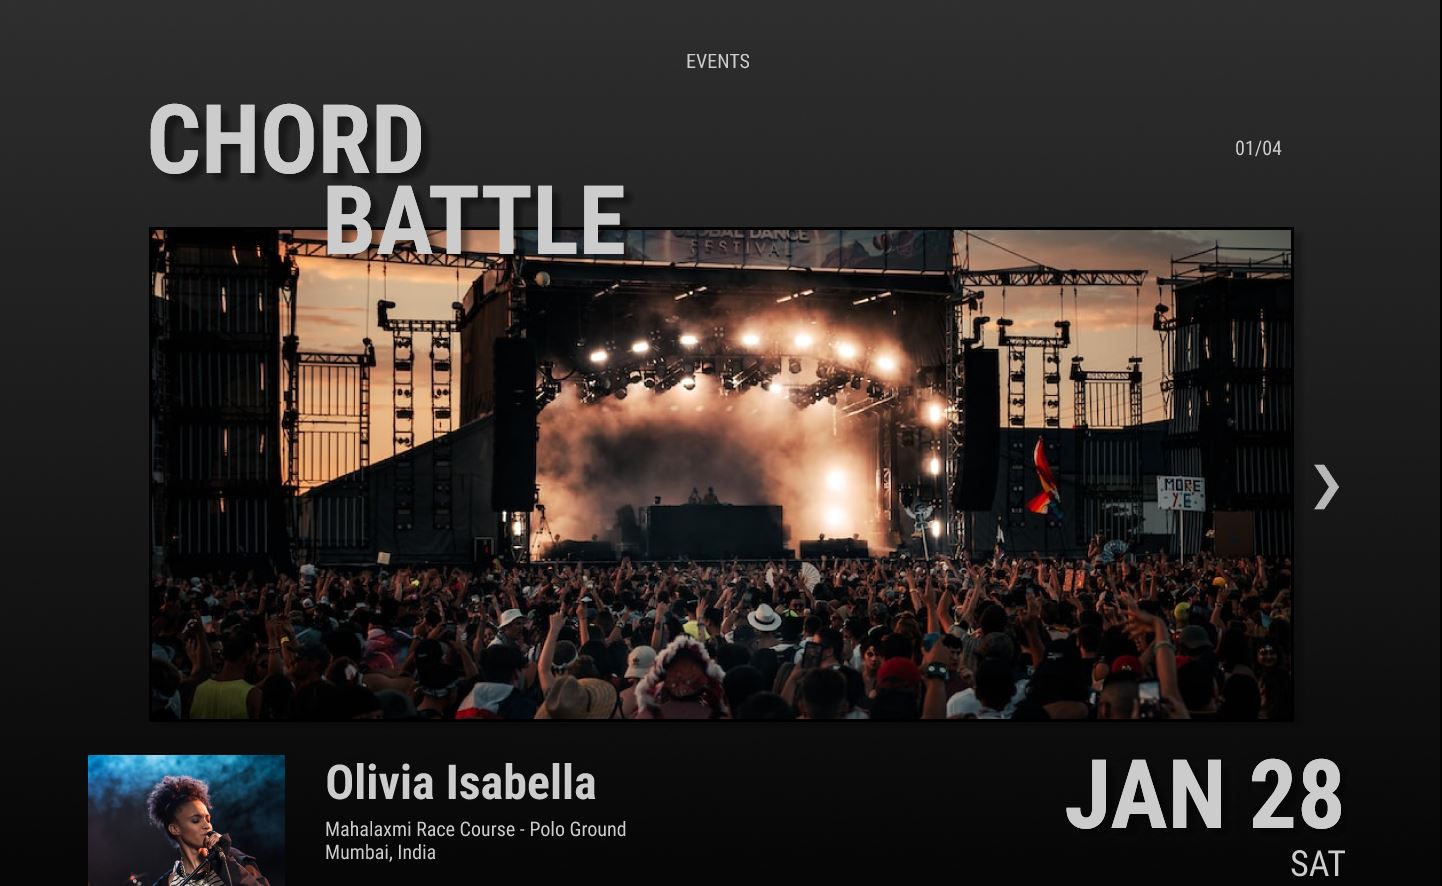 EVENTS
CHORD
BATTLE
01/04
GLOBAL DANCE
FESTIVAL
MORE
YE
Olivia Isabella
Mahalaxmi Race Course - Polo Ground
Mumbai, India
JAN 28
SAT